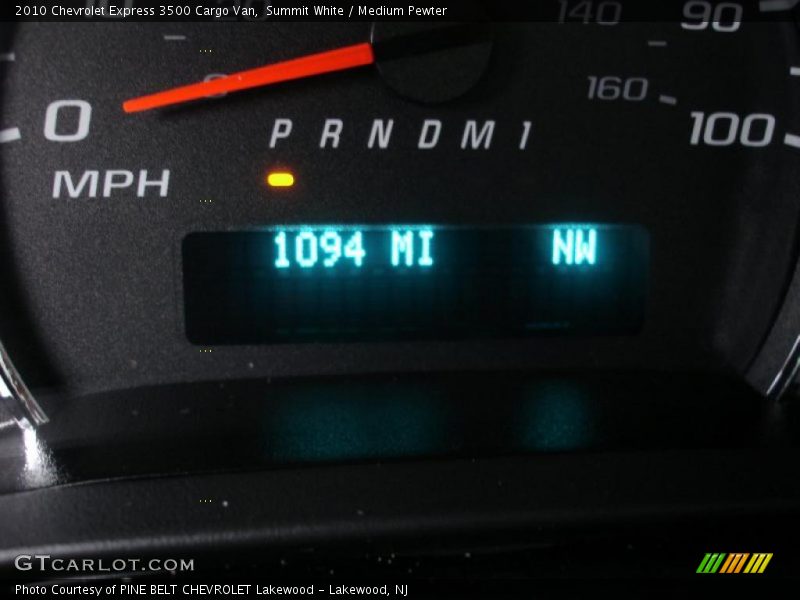 2010 Chevrolet Express 3500 Cargo Van, Summit White / Medium Pewter
140 90
160
0 100
P R N D M 1
MPH
1094 MI NW
GTCARLOT.COM
Photo Courtesy of PINE BELT CHEVROLET Lakewood - Lakewood, NJ